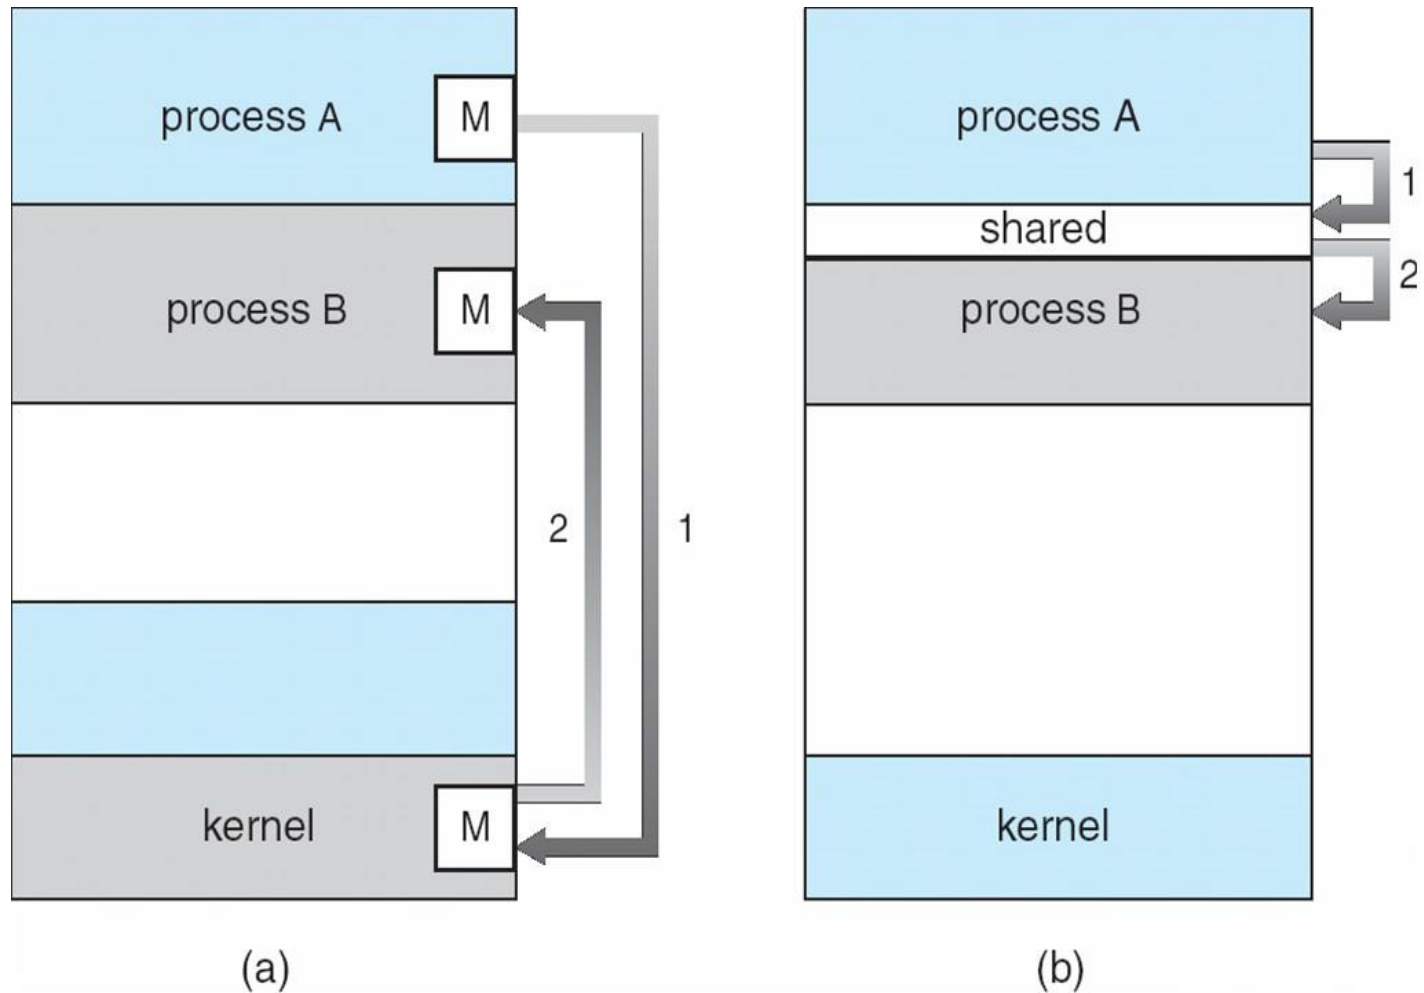 process A
M
process B
M
2
1
kernel
M
(a)
process A
1
shared
2
process B
kernel
(b)